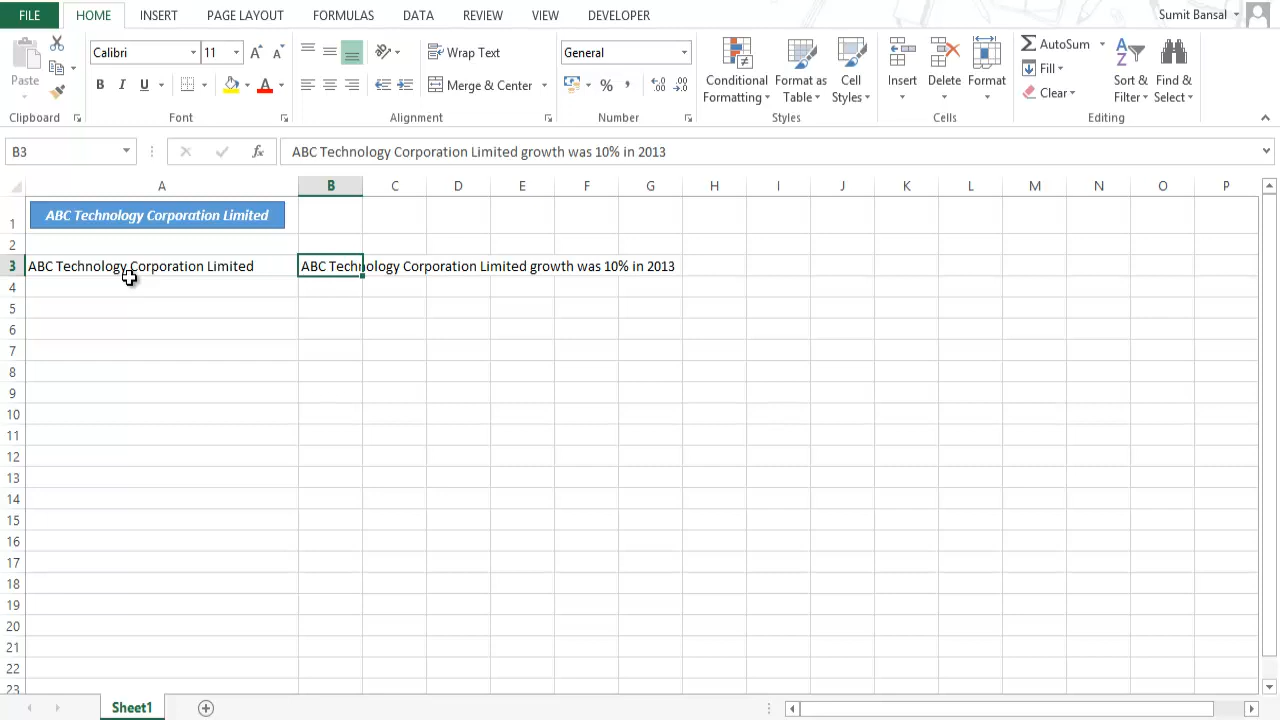 FILE HOME INSERT PAGE LAYOUT FORMULAS DATA REVIEW VIEW DEVELOPER Sumit Bansal
Paste Calibri 11 A A Wrap Text General Conditional Formatting Format as Table Cell Styles Insert Delete Format AutoSum Sort & Filter Find & Select
Fill
B I U A Merge & Center % , .0 .00 Clear
Clipboard Font Alignment Number Styles Cells Editing
B3 fx ABC Technology Corporation Limited growth was 10% in 2013
A B C D E F G H I J K L M N O P
1 ABC Technology Corporation Limited
2
3 ABC Technology Corporation Limited ABC Technology Corporation Limited growth was 10% in 2013
4
5
6
7
8
9
10
11
12
13
14
15
16
17
18
19
20
21
22
23
Sheet1